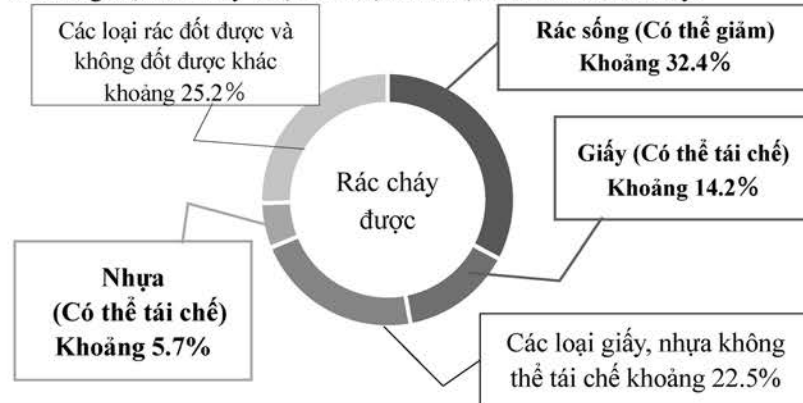 Các loại rác đốt được và
không đốt được khác
khoảng 25.2%
Rác sống (Có thể giảm)
Khoảng 32.4%
Giấy (Có thể tái chế)
Khoảng 14.2%
Rác cháy
được
Nhựa
(Có thể tái chế)
Khoảng 5.7%
Các loại giấy, nhựa không
thể tái chế khoảng 22.5%